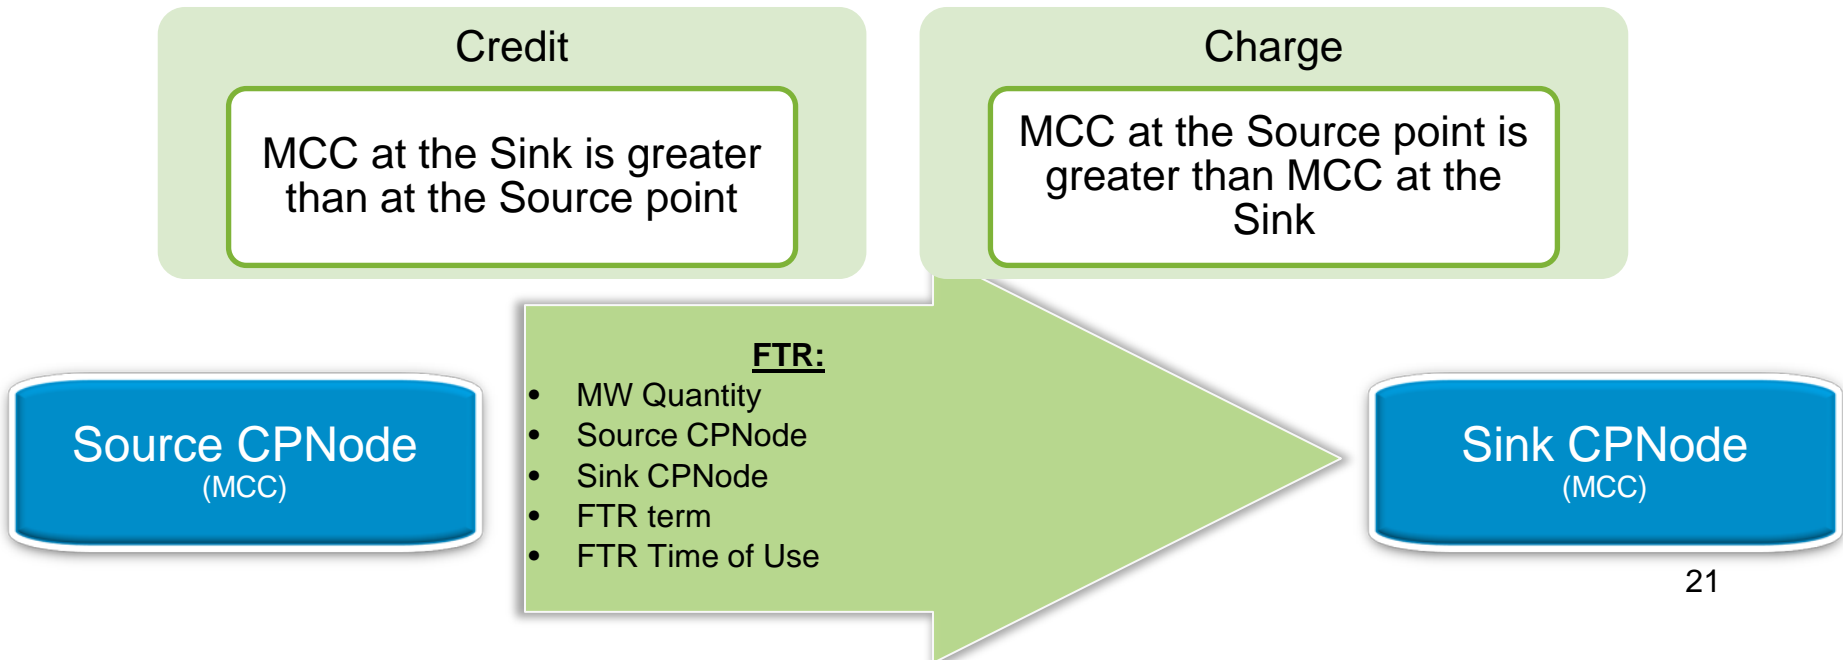 Credit
MCC at the Sink is greater
than at the Source point
Charge
MCC at the Source point is
greater than MCC at the
Sink
Source CPNode
(MCC)
FTR:
• MW Quantity
• Source CPNode
• Sink CPNode
• FTR term
• FTR Time of Use
Sink CPNode
(MCC)
21